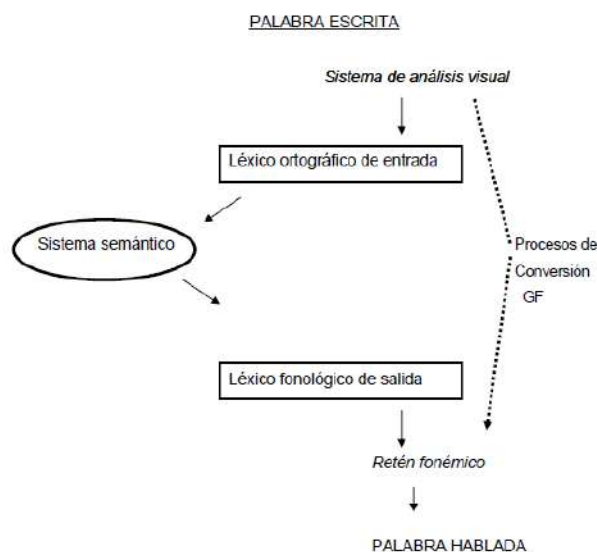 PALABRA ESCRITA
Sistema de análisis visual
Léxico ortográfico de entrada
Sistema semántico
Procesos de
Conversión
GF
Léxico fonológico de salida
Retén fonémico
PALABRA HABLADA